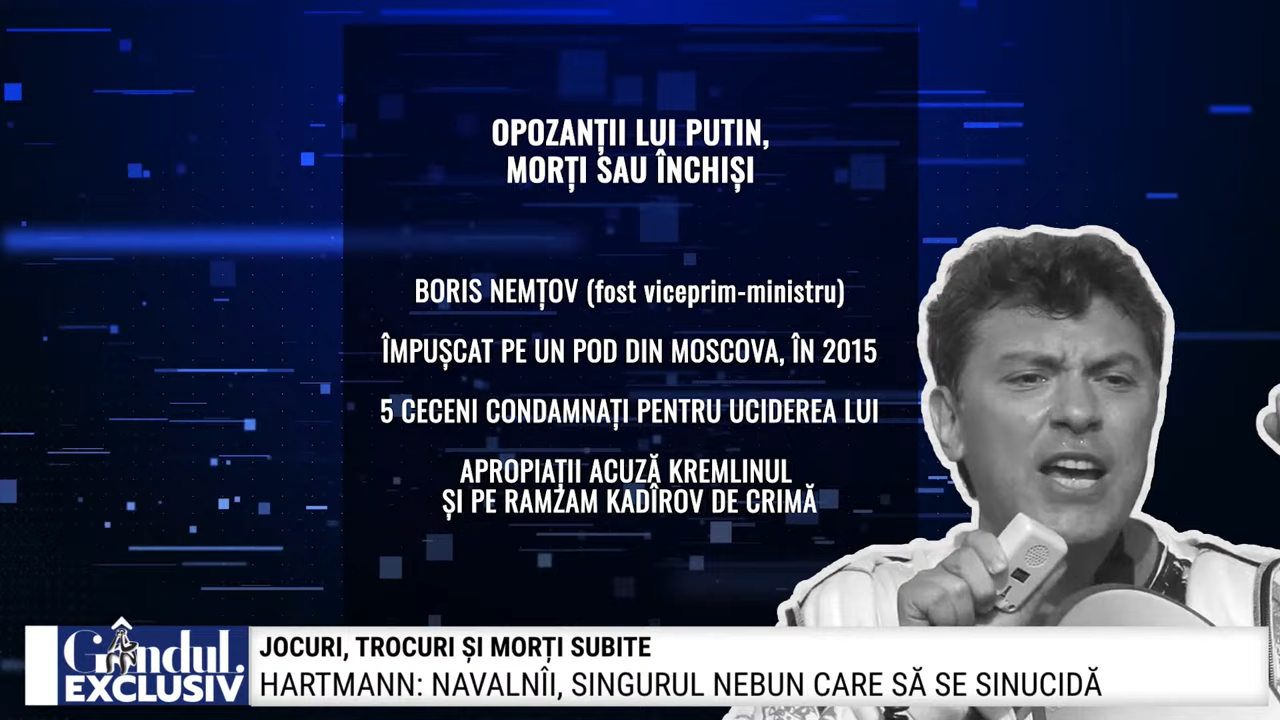 OPOZANȚII LUI PUTIN,
MORȚI SAU ÎNCHIȘI
BORIS NEMȚOV (fost viceprim-ministru)
ÎMPUȘCAT PE UN POD DIN MOSCOVA, ÎN 2015
5 CECENI CONDAMNAȚI PENTRU UCIDEREA LUI
APROPIAȚII ACUZĂ KREMLINUL
ȘI PE RAMZAM KADÎROV DE CRIMĂ
Gândul.
EXCLUSIV
JOCURI, TROCURI ȘI MORȚI SUBITE
HARTMANN: NAVALNÎI, SINGURUL NEBUN CARE SĂ SE SINUCIDĂ